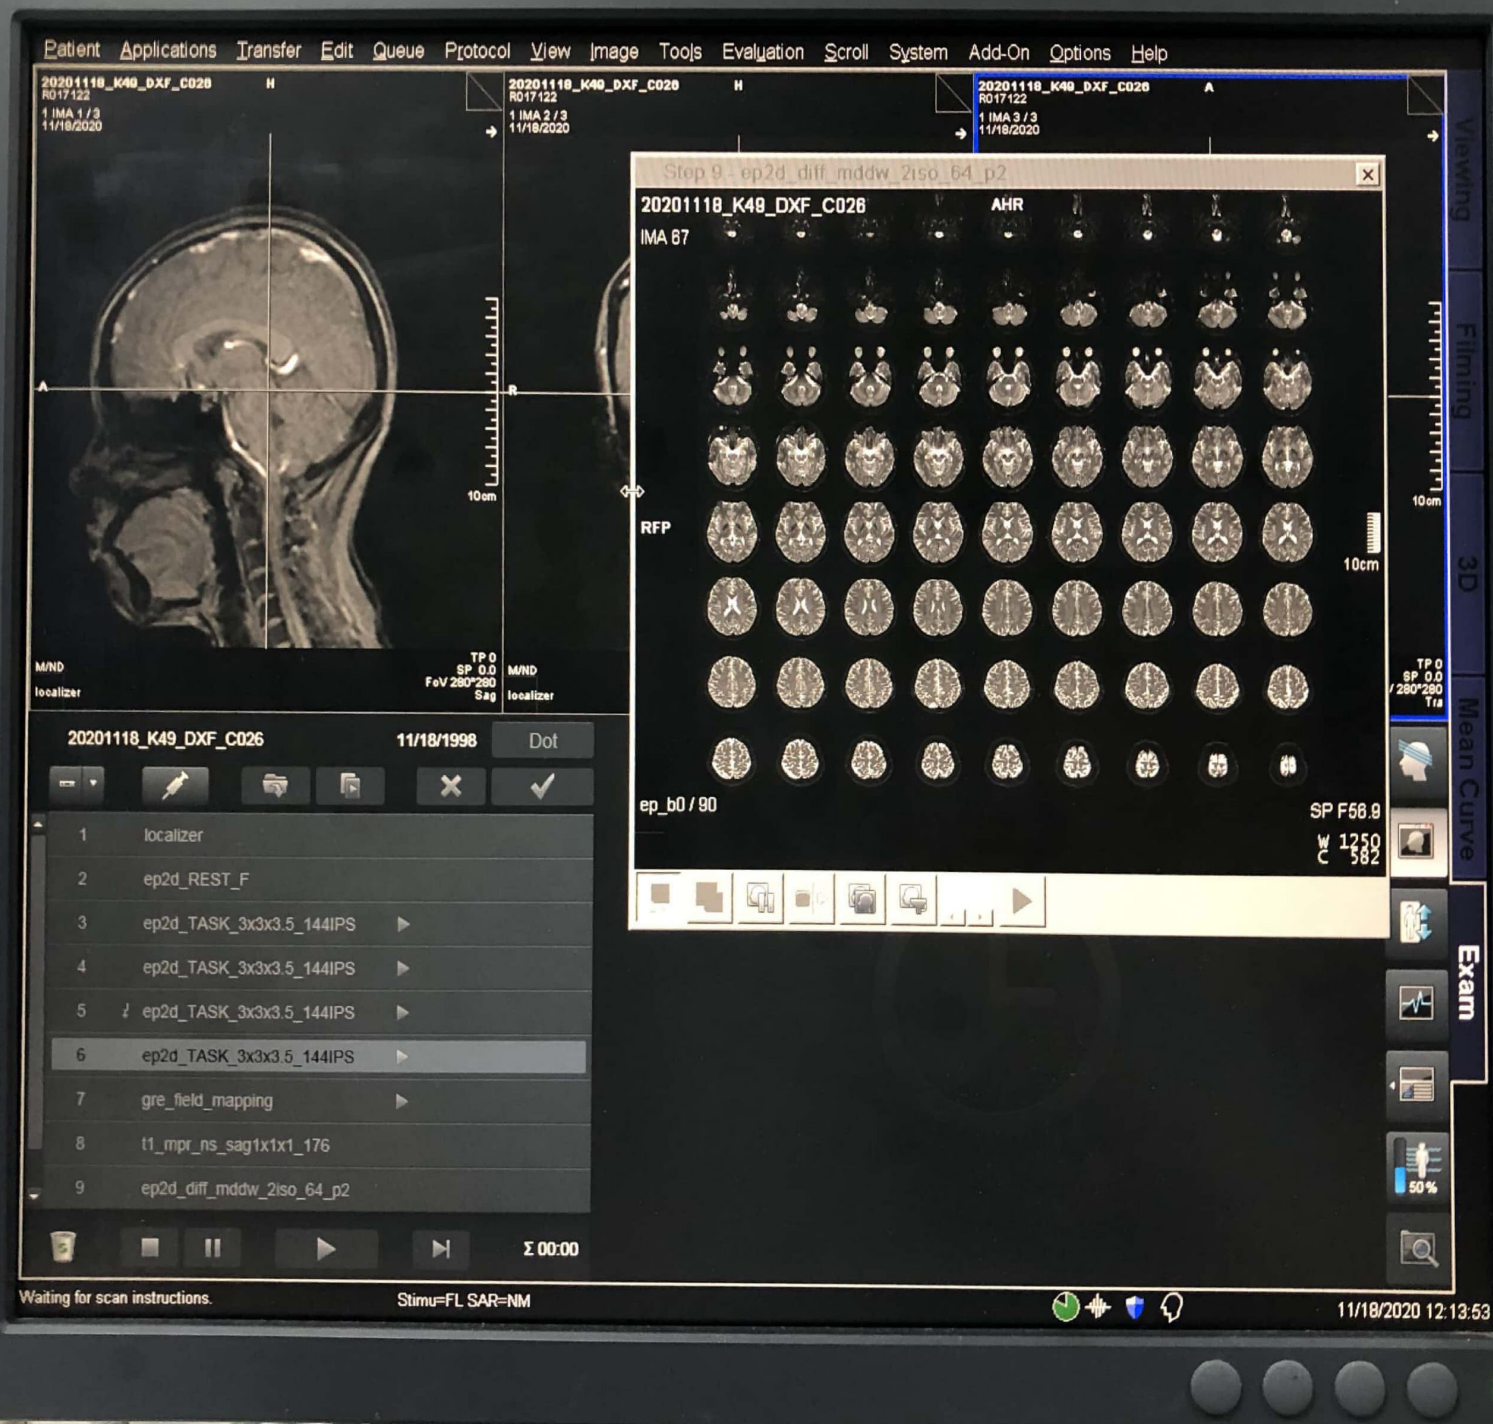 Patient Applications Transfer Edit Queue Protocol View Image Tools Evaluation Scroll System Add-On Options Help
20201118_K49_DXF_C026 H
R017122
1 IMA 1 / 3
11/18/2020
A
10cm
M/ND
localizer
TP 0
SP 0.0
FoV 280*280
Sag
20201118_K49_DXF_C026 H
R017122
1 IMA 2 / 3
11/18/2020
R
M/ND
localizer
20201118_K49_DXF_C026 A
R017122
1 IMA 3 / 3
11/18/2020
10cm
TP 0
SP 0.0
/ 280*280
Tra
Step 9 - ep2d_diff_mddw_2iso_64_p2
20201118_K49_DXF_C026 AHR
IMA 67
RFP
10cm
ep_b0 / 90
SP F56.9
W 1250
C 582
Viewing
Filming
3D
Mean Curve
Exam
20201118_K49_DXF_C026 11/18/1998 Dot
1 localizer
2 ep2d_REST_F
3 ep2d_TASK_3x3x3.5_144IPS
4 ep2d_TASK_3x3x3.5_144IPS
5 ep2d_TASK_3x3x3.5_144IPS
6 ep2d_TASK_3x3x3.5_144IPS
7 gre_field_mapping
8 t1_mpr_ns_sag1x1x1_176
9 ep2d_diff_mddw_2iso_64_p2
Σ 00:00
50%
Waiting for scan instructions. Stimu=FL SAR=NM 11/18/2020 12:13:53